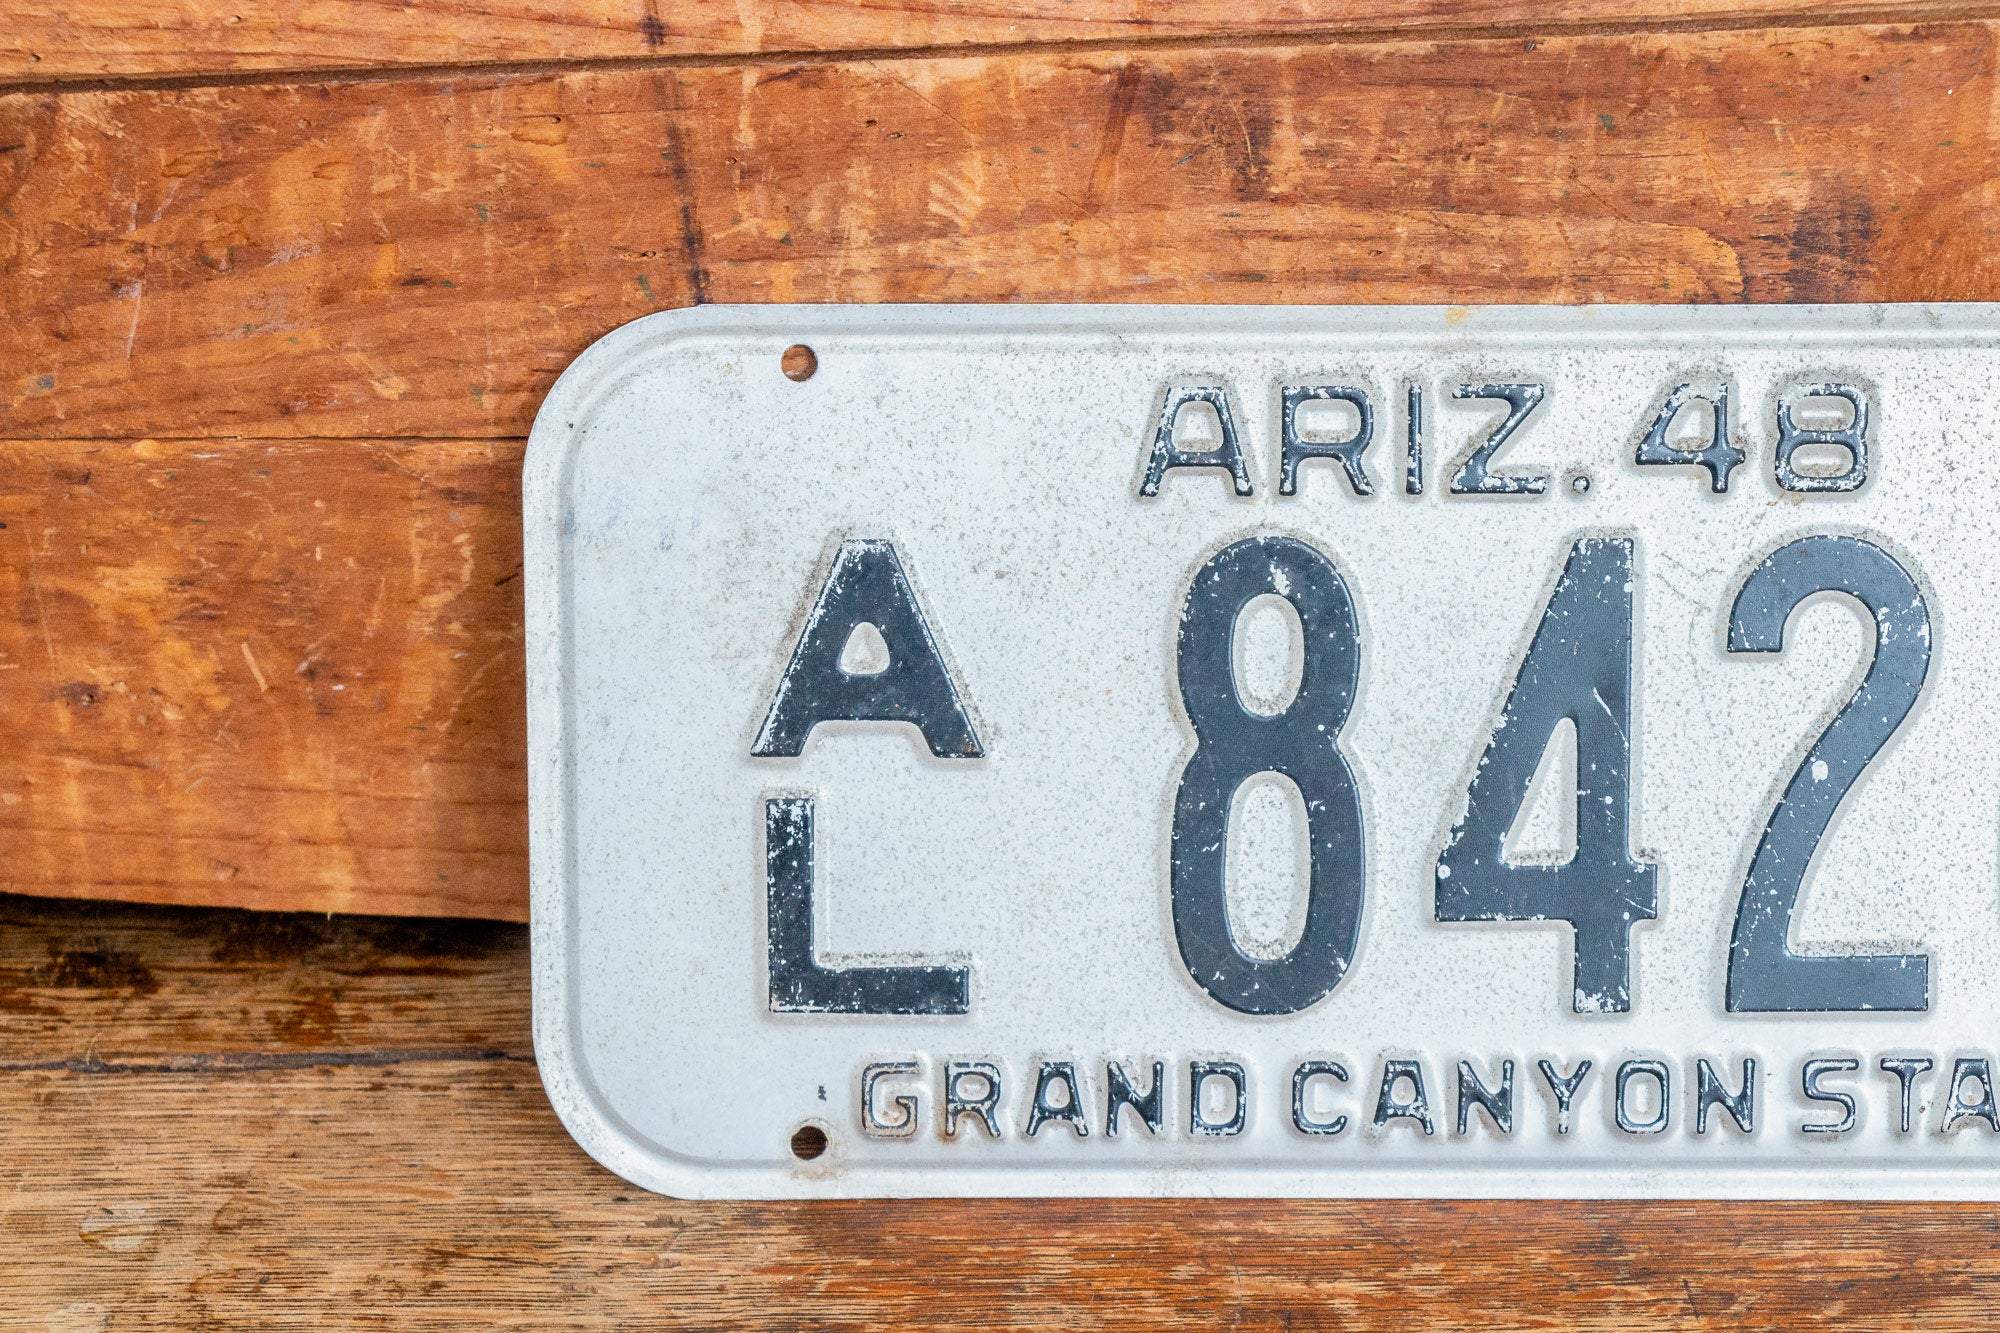 ARIZ. 48
A
L
842
GRAND CANYON STA